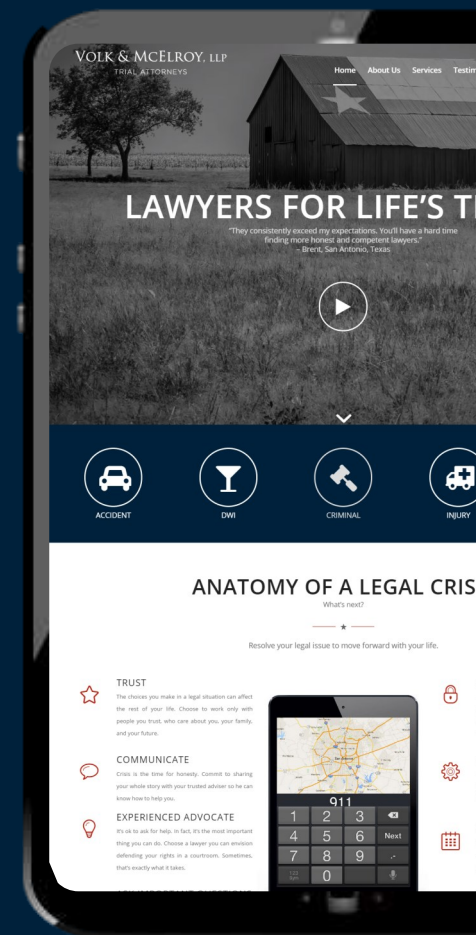 VOLK & MCELROY, LLP
TRIAL ATTORNEYS
Home About Us Services Testim
LAWYERS FOR LIFE'S T
"They consistently exceed my expectations. You'll have a hard time
finding more honest and competent lawyers."
– Brent, San Antonio, Texas
ACCIDENT DWI CRIMINAL INJURY
ANATOMY OF A LEGAL CRIS
What's next?
Resolve your legal issue to move forward with your life.
TRUST
The choices you make in a legal situation can affect
the rest of your life. Choose to work only with
people you trust, who care about you, your family,
and your future.
COMMUNICATE
Crisis is the time for honesty. Commit to sharing
your whole story with your trusted adviser so he can
know how to help you.
EXPERIENCED ADVOCATE
It's ok to ask for help. In fact, it's the most important
thing you can do. Choose a lawyer you can envision
defending your rights in a courtroom. Sometimes,
that's exactly what it takes.
ASK IMPORTANT QUESTIONS
911
1 2 3
4 5 6 Next
7 8 9 .-
0